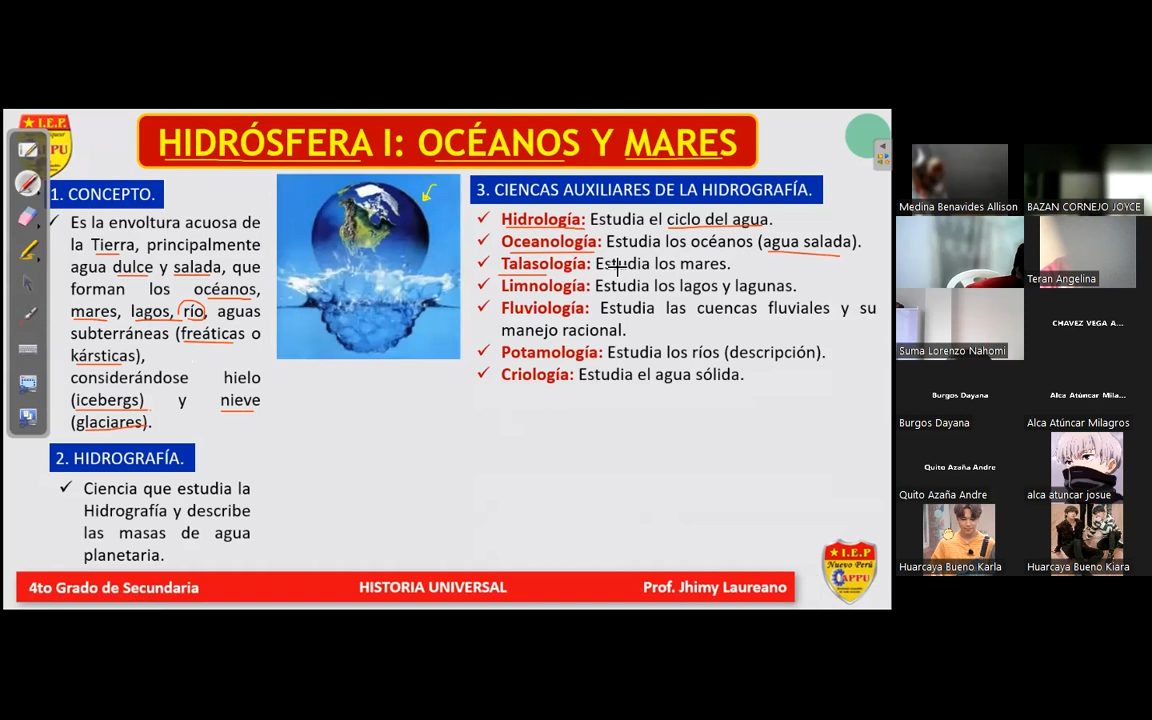 I.E.P.
HIDRÓSFERA I: OCÉANOS Y MARES
1. CONCEPTO.
Es la envoltura acuosa de
la Tierra, principalmente
agua dulce y salada, que
forman los océanos,
mares, lagos, río, aguas
subterráneas (freáticas o
kársticas),
considerándose hielo
(icebergs) y nieve
(glaciares).
2. HIDROGRAFÍA.
Ciencia que estudia la
Hidrografía y describe
las masas de agua
planetaria.
3. CIENCAS AUXILIARES DE LA HIDROGRAFÍA.
Hidrología: Estudia el ciclo del agua.
Oceanología: Estudia los océanos (agua salada).
Talasología: Estudia los mares.
Limnología: Estudia los lagos y lagunas.
Fluviología: Estudia las cuencas fluviales y su
manejo racional.
Potamología: Estudia los ríos (descripción).
Criología: Estudia el agua sólida.
I.E.P
Nuevo Perú
CAPPU
4to Grado de Secundaria HISTORIA UNIVERSAL Prof. Jhimy Laureano
Medina Benavides Allison
BAZAN CORNEJO JOYCE
Teran Angelina
Suma Lorenzo Nahomi
CHAVEZ VEGA A...
Burgos Dayana
Burgos Dayana
Alca Atúncar Mila...
Alca Atúncar Milagros
Quito Azaña Andre
Quito Azaña Andre
alca atuncar josue
Huarcaya Bueno Karla
Huarcaya Bueno Kiara